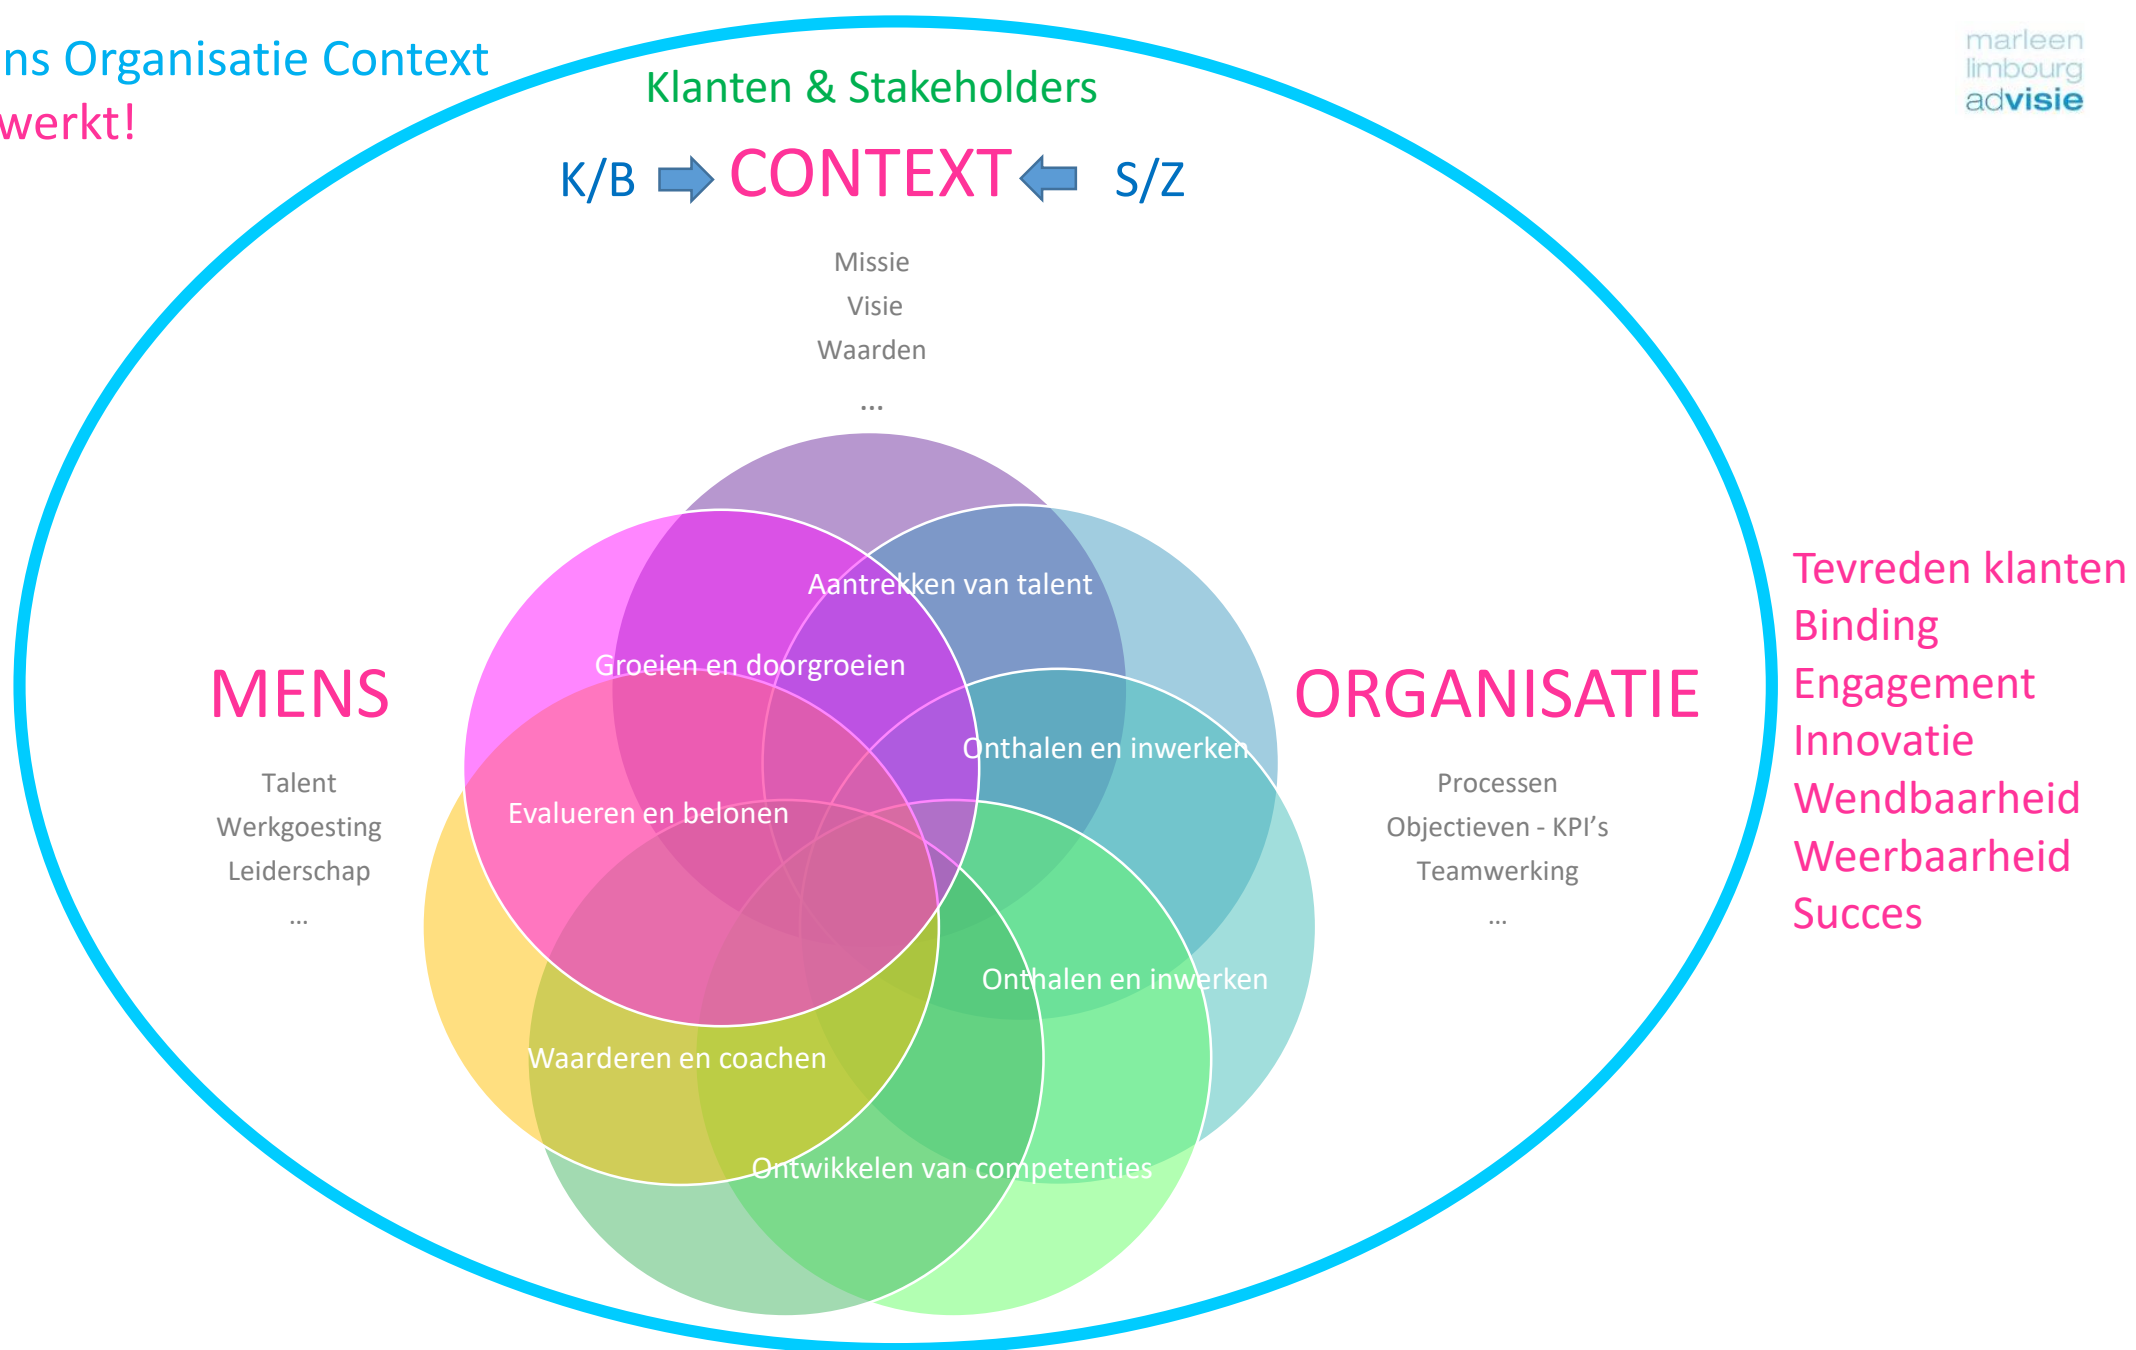 ns Organisatie Context
werkt!
marleen
limbourg
advisie
Klanten & Stakeholders
K/B CONTEXT S/Z
Missie
Visie
Waarden
...
Aantrekken van talent
Groeien en doorgroeien
MENS
ORGANISATIE
Onthalen en inwerken
Evalueren en belonen
Talent
Werkgoesting
Leiderschap
...
Processen
Objectieven - KPI's
Teamwerking
...
Onthalen en inwerken
Waarderen en coachen
Ontwikkelen van competenties
Tevreden klanten
Binding
Engagement
Innovatie
Wendbaarheid
Weerbaarheid
Succes